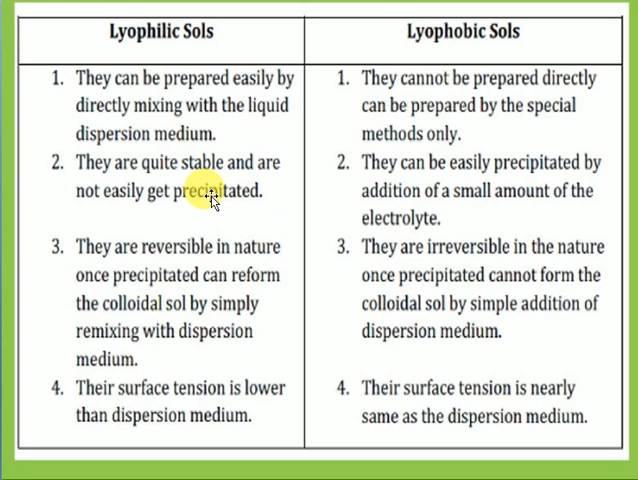 Lyophilic Sols
Lyophobic Sols
1. They can be prepared easily by
directly mixing with the liquid
dispersion medium.
2. They are quite stable and are
not easily get precipitated.
3. They are reversible in nature
once precipitated can reform
the colloidal sol by simply
remixing with dispersion
medium.
4. Their surface tension is lower
than dispersion medium.
1. They cannot be prepared directly
can be prepared by the special
methods only.
2. They can be easily precipitated by
addition of a small amount of the
electrolyte.
3. They are irreversible in the nature
once precipitated cannot form the
colloidal sol by simple addition of
dispersion medium.
4. Their surface tension is nearly
same as the dispersion medium.